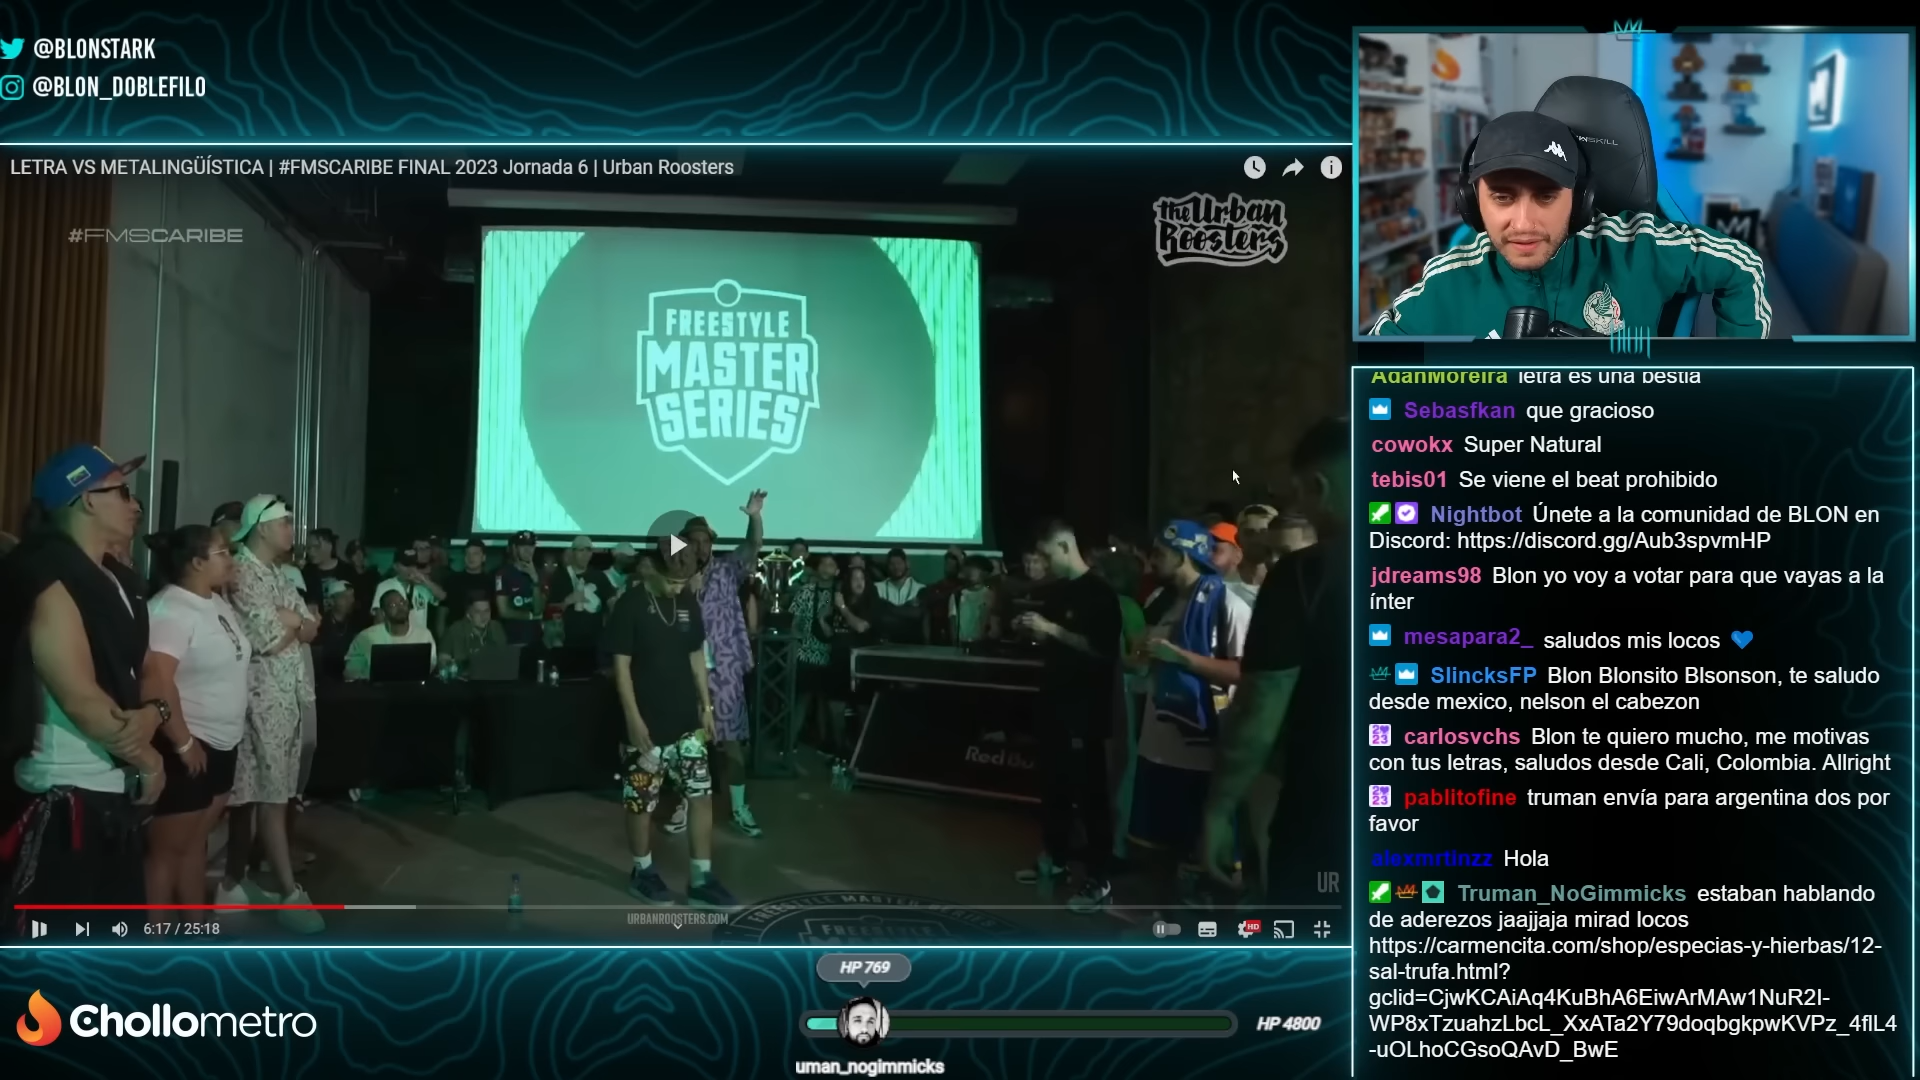 @BLONSTARK
@BLON_DOBLEFILO
LETRA VS METALINGÜÍSTICA | #FMSCARIBE FINAL 2023 Jornada 6 | Urban Roosters
#FMSCARIBE
the Urban
Roosters
FREESTYLE
MASTER
SERIES
Red Bu
UR
URBANROOSTERS.COM
FREESTYLE MASTER SERIES
FREESTYLE
6:17 / 25:18
HD
Chollometro
HP 769
HP 4800
uman_nogimmicks
AdanMoreira letra es una bestia
Sebasfkan que gracioso
cowokx Super Natural
tebis01 Se viene el beat prohibido
Nightbot Únete a la comunidad de BLON en
Discord: https://discord.gg/Aub3spvmHP
jdreams98 Blon yo voy a votar para que vayas a la
ínter
mesapara2_ saludos mis locos
SlincksFP Blon Blonsito Blsonson, te saludo
desde mexico, nelson el cabezon
carlosvchs Blon te quiero mucho, me motivas
con tus letras, saludos desde Cali, Colombia. Allright
pablitofine truman envía para argentina dos por
favor
alexmrtinzz Hola
Truman_NoGimmicks estaban hablando
de aderezos jaajjaja mirad locos
https://carmencita.com/shop/especias-y-hierbas/12-
sal-trufa.html?
gclid=CjwKCAiAq4KuBhA6EiwArMAw1NuR2I-
WP8xTzuahzLbcL_XxATa2Y79doqbgkpwKVPz_4flL4
-uOLhoCGsoQAvD_BwE